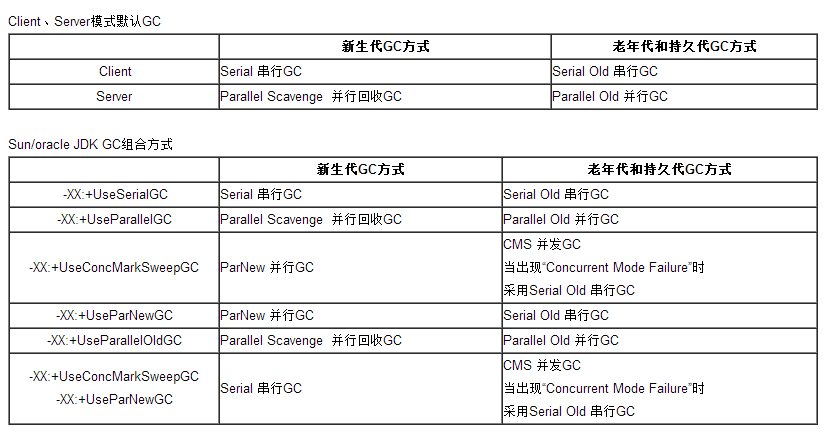 Client、Server模式默认GC
新生代GC方式 老年代和持久代GC方式
Client Serial 串行GC Serial Old 串行GC
Server Parallel Scavenge 并行回收GC Parallel Old 并行GC
Sun/oracle JDK GC组合方式
新生代GC方式 老年代和持久代GC方式
-XX:+UseSerialGC Serial 串行GC Serial Old 串行GC
-XX:+UseParallelGC Parallel Scavenge 并行回收GC Parallel Old 并行GC
-XX:+UseConcMarkSweepGC ParNew 并行GC CMS 并发GC
当出现“Concurrent Mode Failure”时
采用Serial Old 串行GC
-XX:+UseParNewGC ParNew 并行GC Serial Old 串行GC
-XX:+UseParallelOldGC Parallel Scavenge 并行回收GC Parallel Old 并行GC
-XX:+UseConcMarkSweepGC
-XX:+UseParNewGC
Serial 串行GC
CMS 并发GC
当出现“Concurrent Mode Failure”时
采用Serial Old 串行GC